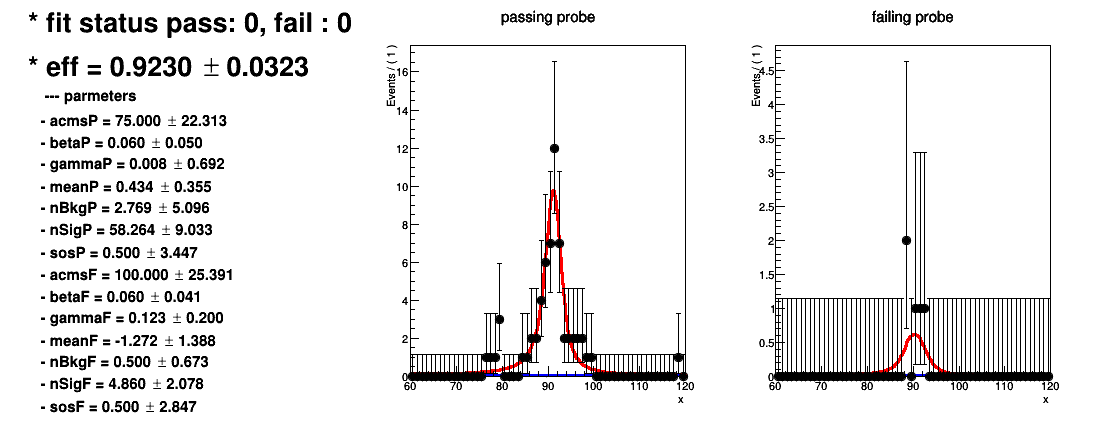 * fit status pass: 0, fail : 0
* eff = 0.9230 ± 0.0323
--- parmeters
- acmsP = 75.000 ± 22.313
- betaP = 0.060 ± 0.050
- gammaP = 0.008 ± 0.692
- meanP = 0.434 ± 0.355
- nBkgP = 2.769 ± 5.096
- nSigP = 58.264 ± 9.033
- sosP = 0.500 ± 3.447
- acmsF = 100.000 ± 25.391
- betaF = 0.060 ± 0.041
- gammaF = 0.123 ± 0.200
- meanF = -1.272 ± 1.388
- nBkgF = 0.500 ± 0.673
- nSigF = 4.860 ± 2.078
- sosF = 0.500 ± 2.847
passing probe
Events / ( 1 )
16
14
12
10
8
6
4
2
0
60 70 80 90 100 110 120
x
failing probe
Events / ( 1 )
4.5
4
3.5
3
2.5
2
1.5
1
0.5
0
60 70 80 90 100 110 120
x